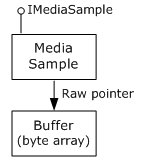 IMediaSample
Media
Sample
Raw pointer
Buffer
(byte array)